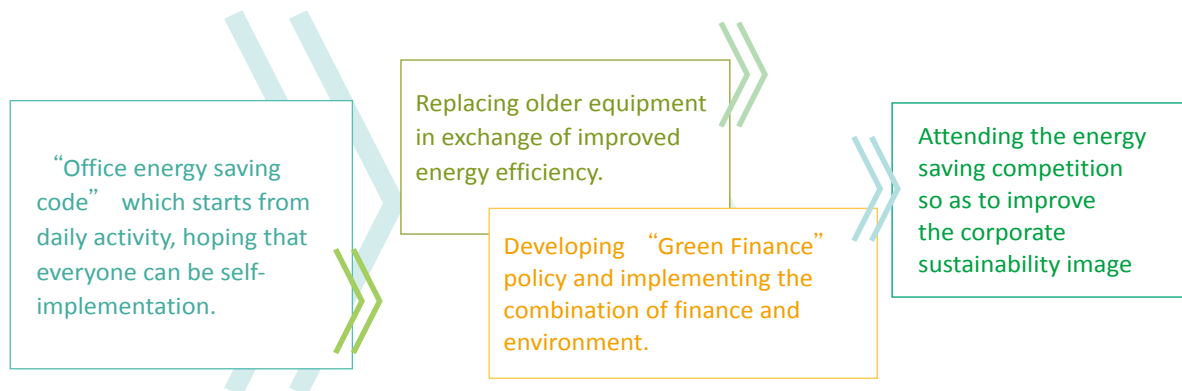 “Office energy saving
code” which starts from
daily activity, hoping that
everyone can be self-
implementation.
Replacing older equipment
in exchange of improved
energy efficiency.
Developing “Green Finance”
policy and implementing the
combination of finance and
environment.
Attending the energy
saving competition
so as to improve
the corporate
sustainability image